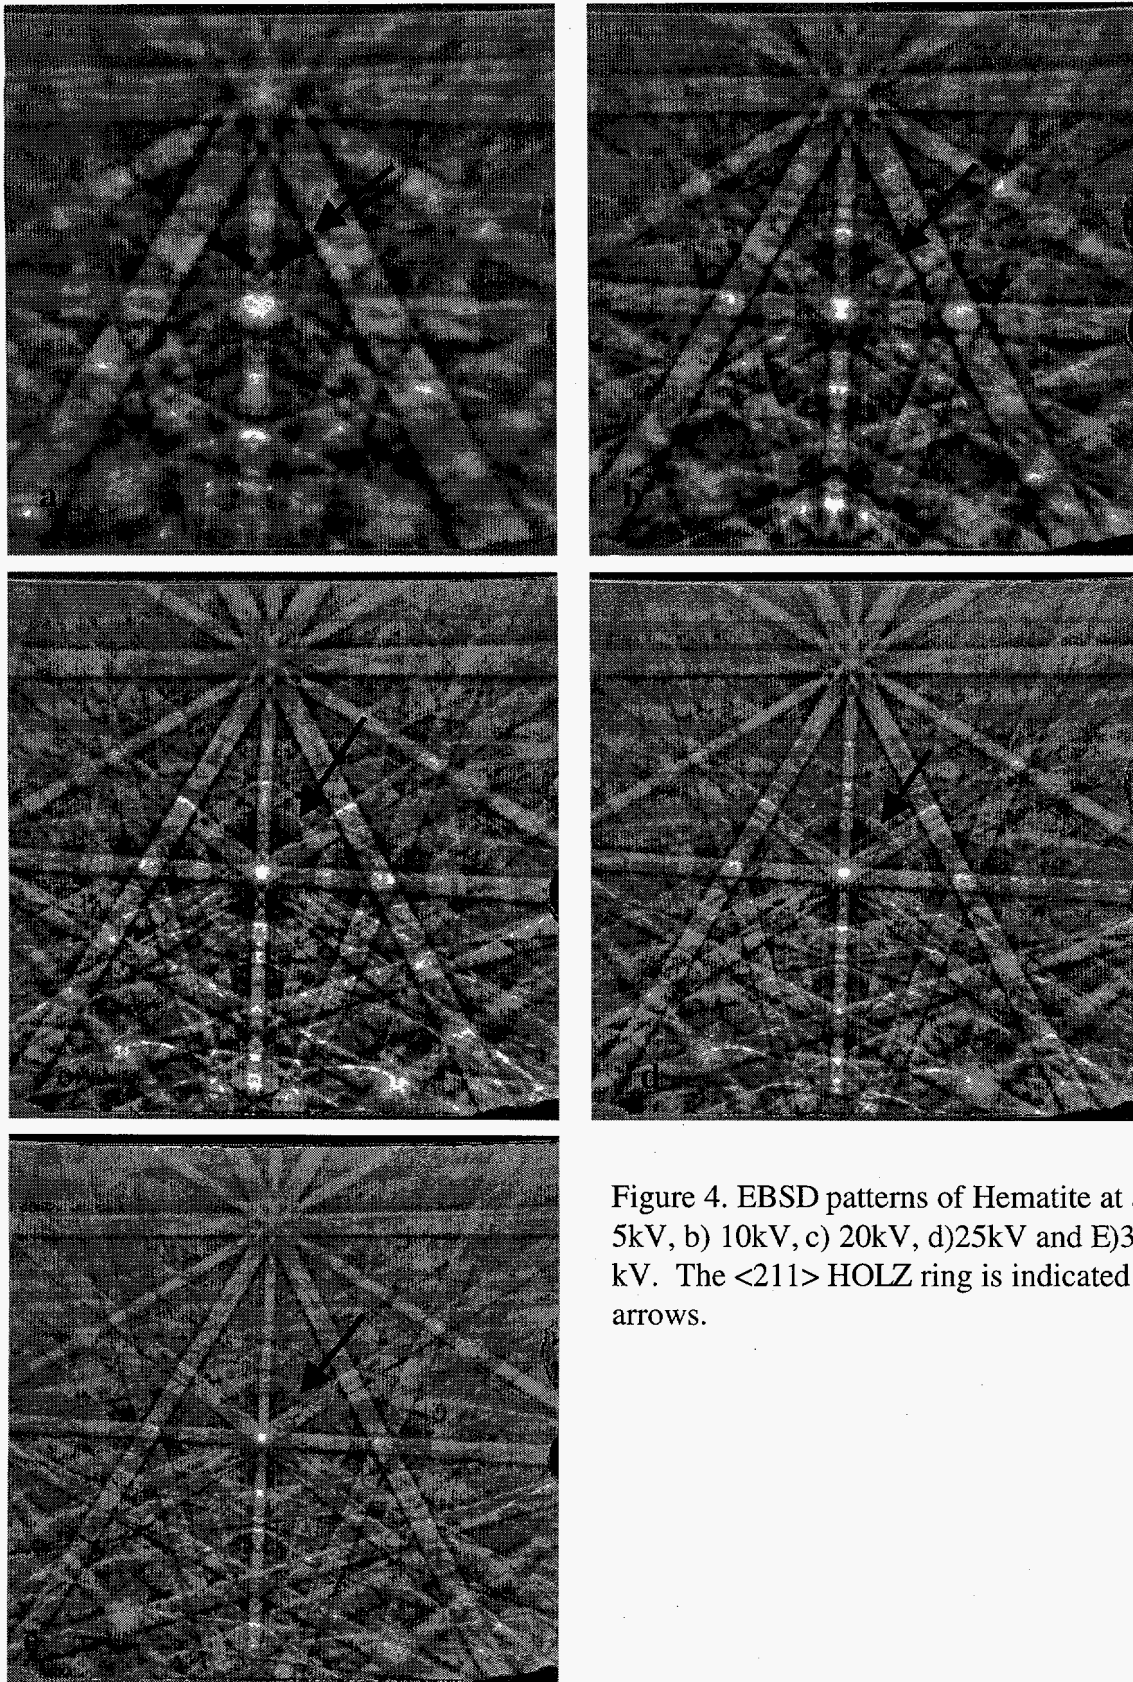 a
b
c
d
Figure 4. EBSD patterns of Hematite at
5kV, b) 10kV, c) 20kV, d)25kV and E)3
kV. The <211> HOLZ ring is indicated
arrows.